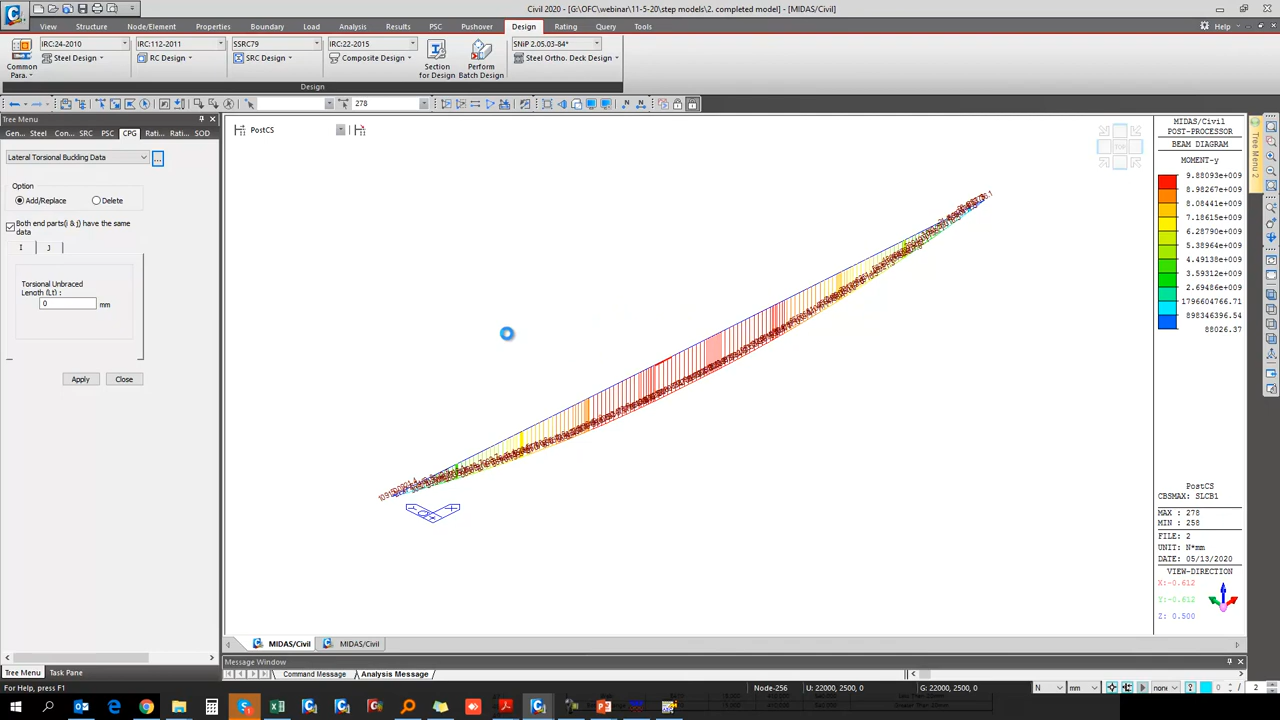 Civil 2020 - [G:\OFC\webinar\11-5-20\step models\2. completed model] - [MIDAS/Civil]
View Structure Node/Element Properties Boundary Load Analysis Results PSC Pushover Design Rating Query Tools Help
IRC:24-2010 IRC:112-2011 SSRC79 IRC:22-2015 SNiP 2.05.03-84*
Steel Design RC Design SRC Design Composite Design Steel Ortho. Deck Design
Common Para.
Section for Design
Perform Batch Design
Design
278
Tree Menu
Gen... Steel Con... SRC PSC CPG Rati... Rati... SOD
PostCS
Lateral Torsional Buckling Data
...
Option
Add/Replace Delete
Both end parts(i & j) have the same data
I J
Torsional Unbraced Length (Lt) :
0 mm
Apply Close
TOP
MIDAS/Civil
POST-PROCESSOR
BEAM DIAGRAM
MOMENT-y
9.88093e+009
8.98267e+009
8.08441e+009
7.18615e+009
6.28790e+009
5.38964e+009
4.49138e+009
3.59312e+009
2.69486e+009
1796604766.71
898346396.54
88026.37
PostCS
CBSMAX: SLCB1
MAX : 278
MIN : 258
FILE: 2
UNIT: N*mm
DATE: 05/13/2020
VIEW-DIRECTION
X:-0.612
Y:-0.612
Z: 0.500
Tree Menu 2
MIDAS/Civil MIDAS/Civil
Message Window
Command Message Analysis Message
Tree Menu Task Pane
For Help, press F1
Node-256 U: 22000, 2500, 0 G: 22000, 2500, 0 N mm none ? 0 2